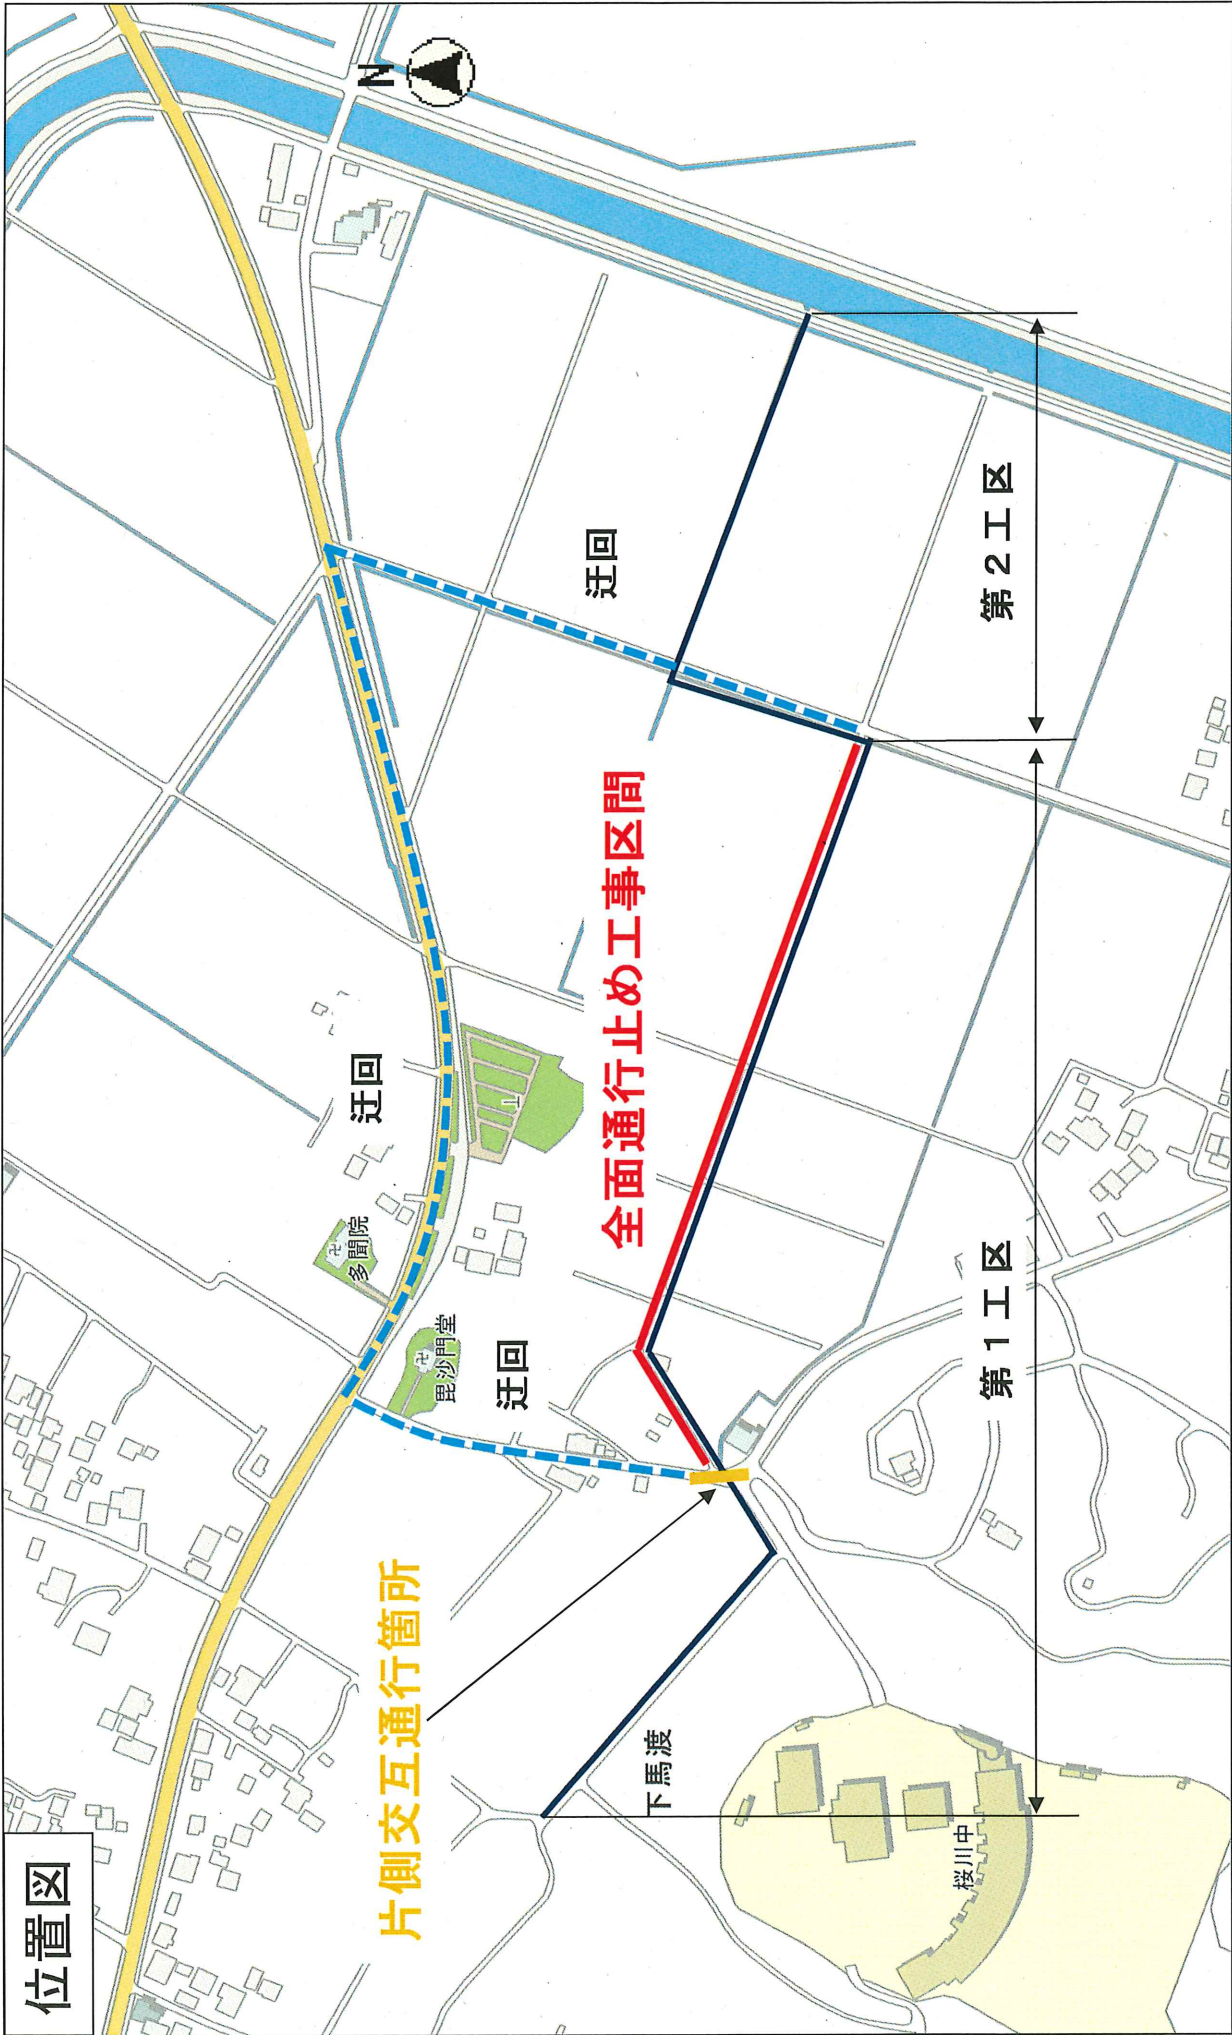 位置図
N
迂回
迂回
迂回
多聞院
毘沙門堂
全面通行止め工事区間
片側交互通行箇所
下馬渡
桜川中
第1工区
第2工区